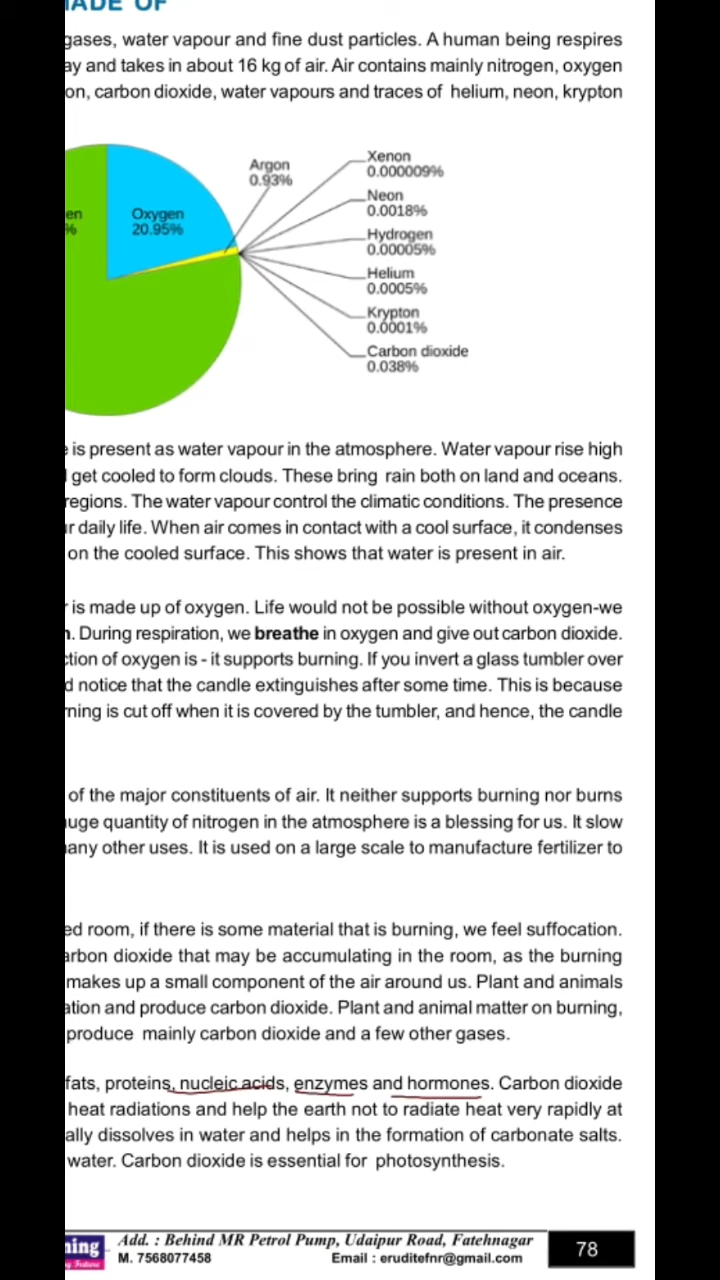 MADE OF
gases, water vapour and fine dust particles. A human being respires
ay and takes in about 16 kg of air. Air contains mainly nitrogen, oxygen
on, carbon dioxide, water vapours and traces of helium, neon, krypton
Xenon
0.000009%
Argon
0.93%
Neon
0.0018%
en
%
Oxygen
20.95%
Hydrogen
0.00005%
Helium
0.0005%
Krypton
0.0001%
Carbon dioxide
0.038%
e is present as water vapour in the atmosphere. Water vapour rise high
get cooled to form clouds. These bring rain both on land and oceans.
regions. The water vapour control the climatic conditions. The presence
ur daily life. When air comes in contact with a cool surface, it condenses
on the cooled surface. This shows that water is present in air.
r is made up of oxygen. Life would not be possible without oxygen-we
n. During respiration, we breathe in oxygen and give out carbon dioxide.
ction of oxygen is - it supports burning. If you invert a glass tumbler over
d notice that the candle extinguishes after some time. This is because
rning is cut off when it is covered by the tumbler, and hence, the candle
of the major constituents of air. It neither supports burning nor burns
huge quantity of nitrogen in the atmosphere is a blessing for us. It slow
many other uses. It is used on a large scale to manufacture fertilizer to
ed room, if there is some material that is burning, we feel suffocation.
arbon dioxide that may be accumulating in the room, as the burning
makes up a small component of the air around us. Plant and animals
ation and produce carbon dioxide. Plant and animal matter on burning,
produce mainly carbon dioxide and a few other gases.
fats, proteins, nucleic acids, enzymes and hormones. Carbon dioxide
heat radiations and help the earth not to radiate heat very rapidly at
ally dissolves in water and helps in the formation of carbonate salts.
water. Carbon dioxide is essential for photosynthesis.
ning
Future
Add. : Behind MR Petrol Pump, Udaipur Road, Fatehnagar
M. 7568077458 Email : eruditefnr@gmail.com
78